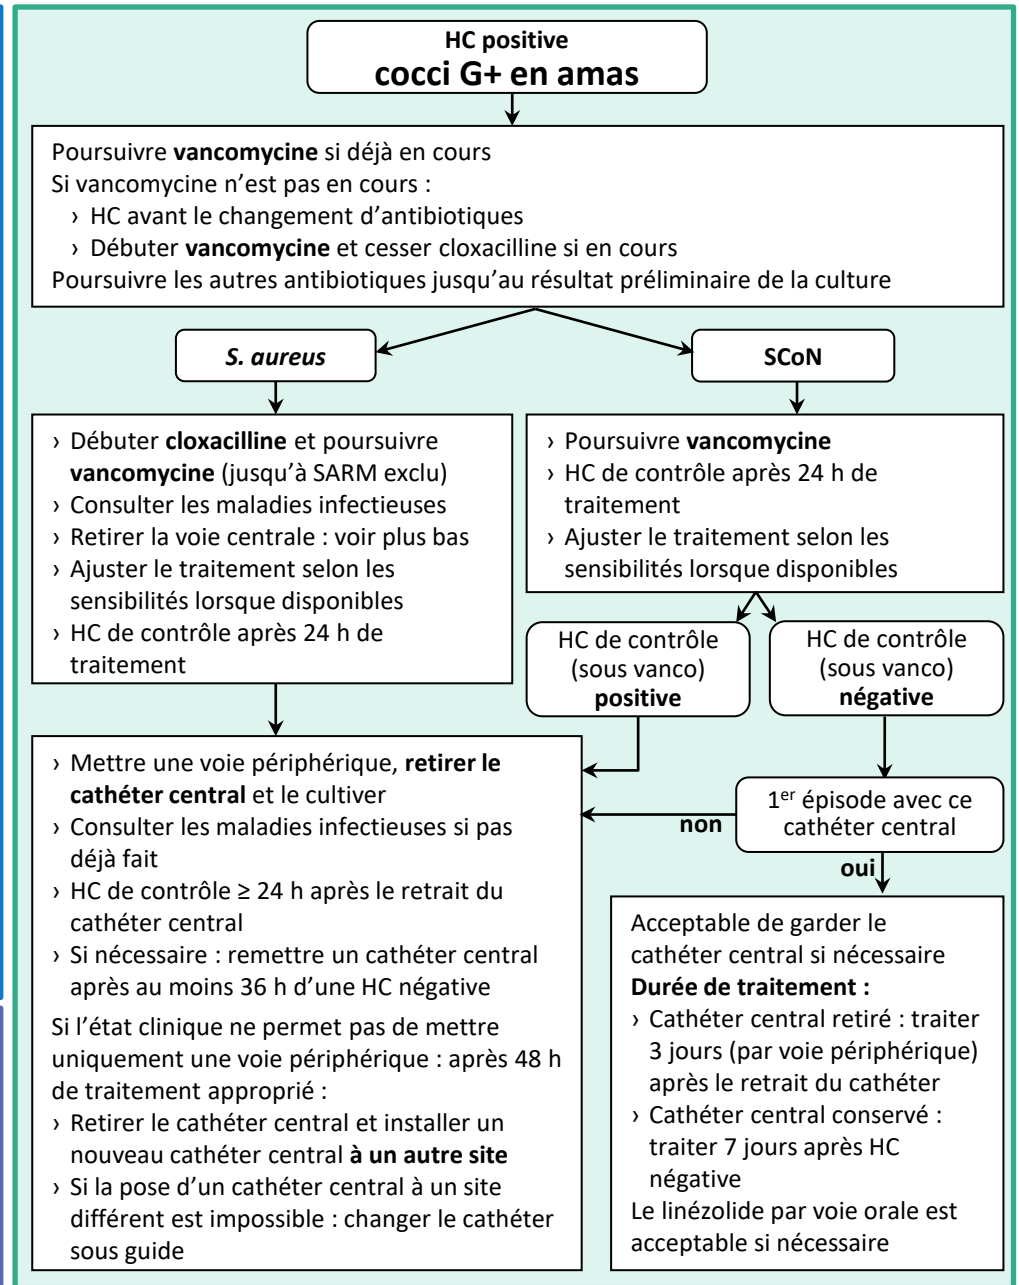 HC positive
cocci G+ en amas
Poursuivre vancomycine si déjà en cours
Si vancomycine n'est pas en cours :
› HC avant le changement d'antibiotiques
› Débuter vancomycine et cesser cloxacilline si en cours
Poursuivre les autres antibiotiques jusqu'au résultat préliminaire de la culture
S. aureus
› Débuter cloxacilline et poursuivre
vancomycine (jusqu'à SARM exclu)
› Consulter les maladies infectieuses
› Retirer la voie centrale : voir plus bas
› Ajuster le traitement selon les
sensibilités lorsque disponibles
› HC de contrôle après 24 h de
traitement
SCoN
› Poursuivre vancomycine
› HC de contrôle après 24 h de
traitement
› Ajuster le traitement selon les
sensibilités lorsque disponibles
HC de contrôle
(sous vanco)
positive
HC de contrôle
(sous vanco)
négative
› Mettre une voie périphérique, retirer le
cathéter central et le cultiver
› Consulter les maladies infectieuses si pas
déjà fait
› HC de contrôle ≥ 24 h après le retrait du
cathéter central
› Si nécessaire : remettre un cathéter central
après au moins 36 h d'une HC négative
Si l'état clinique ne permet pas de mettre
uniquement une voie périphérique : après 48 h
de traitement approprié :
› Retirer le cathéter central et installer un
nouveau cathéter central à un autre site
› Si la pose d'un cathéter central à un site
différent est impossible : changer le cathéter
sous guide
1er épisode avec ce
cathéter central
non
oui
Acceptable de garder le
cathéter central si nécessaire
Durée de traitement :
› Cathéter central retiré : traiter
3 jours (par voie périphérique)
après le retrait du cathéter
› Cathéter central conservé :
traiter 7 jours après HC
négative
Le linézolide par voie orale est
acceptable si nécessaire